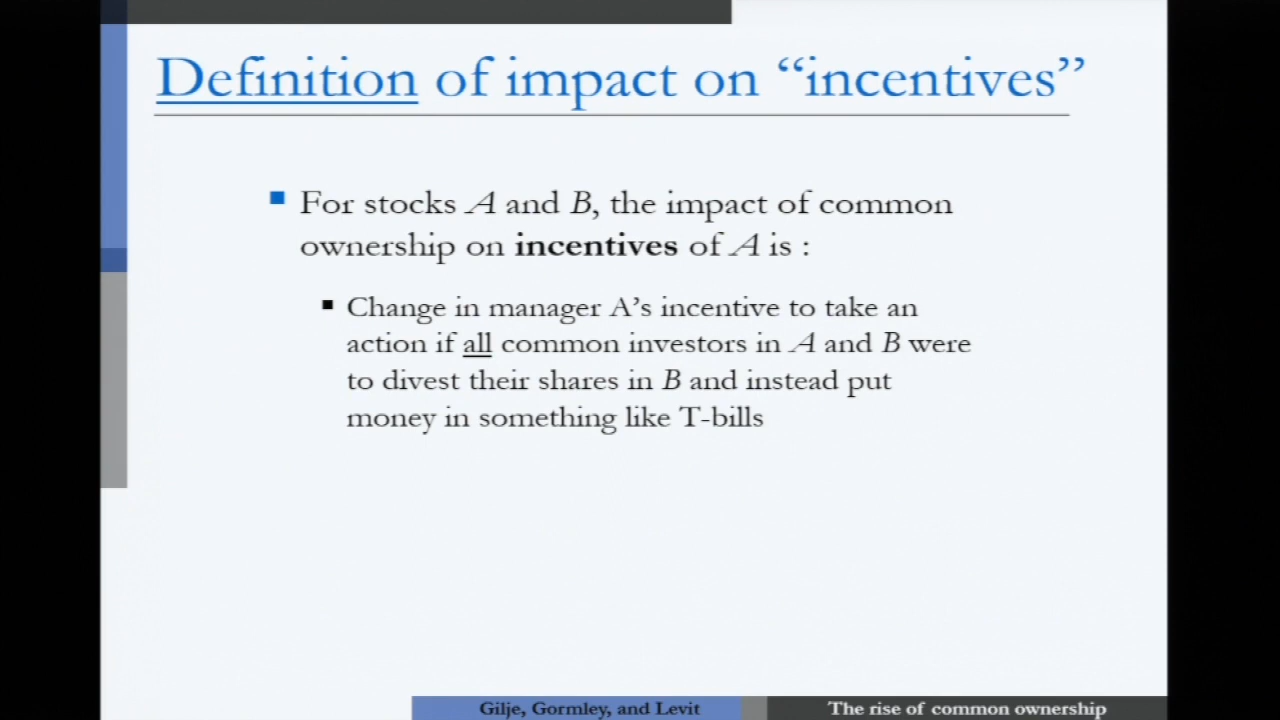 Definition of impact on “incentives”
For stocks A and B, the impact of common
ownership on incentives of A is :
Change in manager A’s incentive to take an
action if all common investors in A and B were
to divest their shares in B and instead put
money in something like T-bills
Gilje, Gormley, and Levit
The rise of common ownership